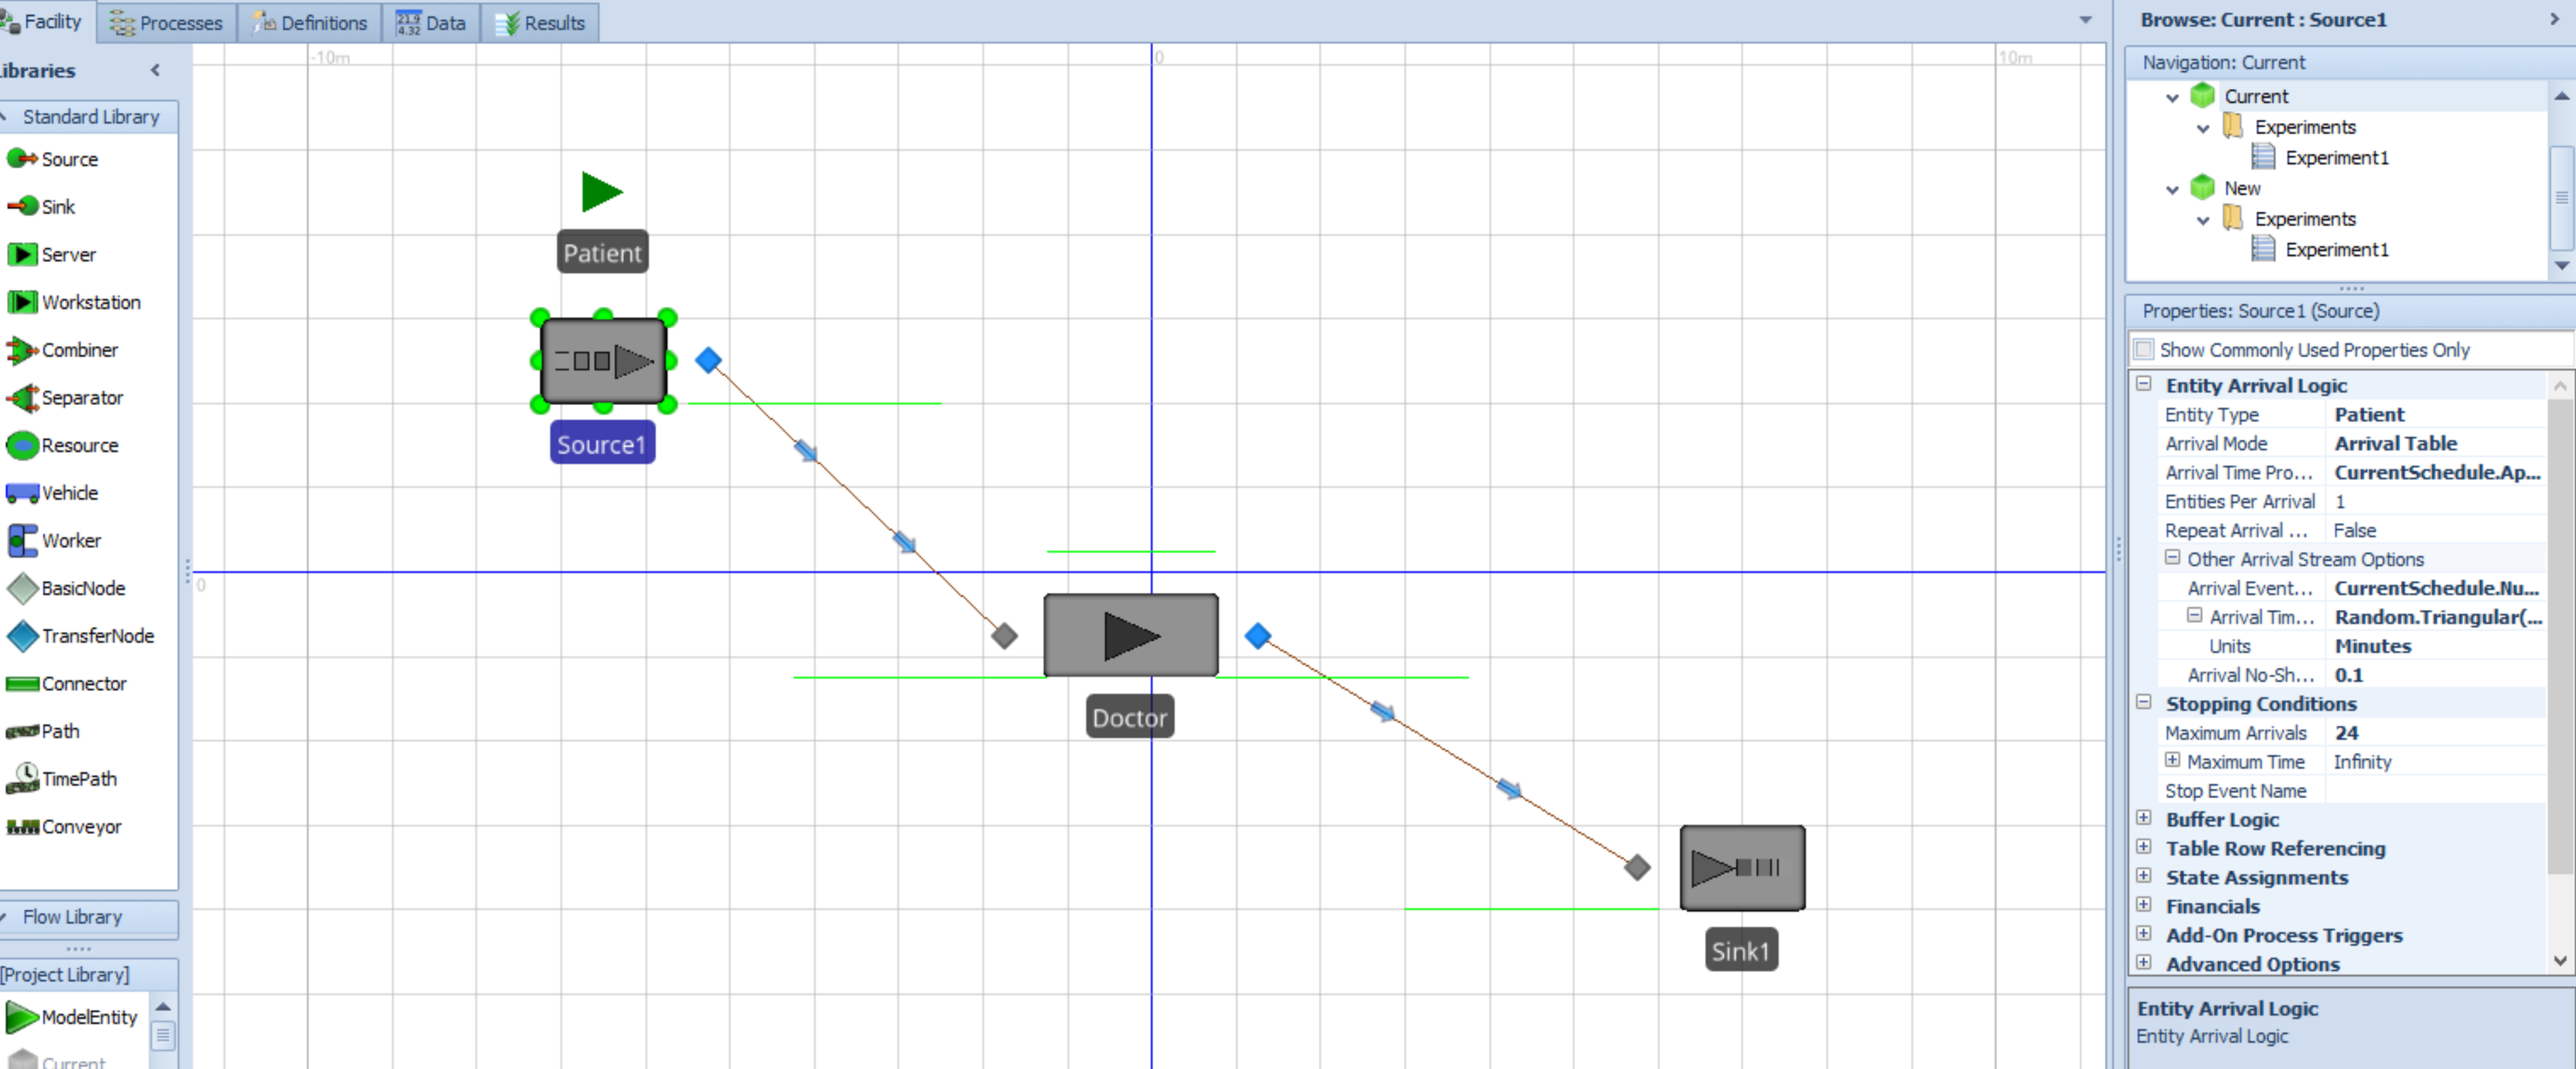 Facility
Processes
Definitions
Data
Results
Libraries
Standard Library
Source
Sink
Server
Workstation
Combiner
Separator
Resource
Vehicle
Worker
BasicNode
TransferNode
Connector
Path
TimePath
Conveyor
Flow Library
[Project Library]
ModelEntity
Current
-10m
0
10m
0
Patient
Source1
Doctor
Sink1
Browse: Current : Source1
Navigation: Current
Current
Experiments
Experiment1
New
Experiments
Experiment1
Properties: Source1 (Source)
Show Commonly Used Properties Only
Entity Arrival Logic
Entity Type Patient
Arrival Mode Arrival Table
Arrival Time Pro... CurrentSchedule.Ap...
Entities Per Arrival 1
Repeat Arrival ... False
Other Arrival Stream Options
Arrival Event... CurrentSchedule.Nu...
Arrival Tim... Random.Triangular(...
Units Minutes
Arrival No-Sh... 0.1
Stopping Conditions
Maximum Arrivals 24
Maximum Time Infinity
Stop Event Name
Buffer Logic
Table Row Referencing
State Assignments
Financials
Add-On Process Triggers
Advanced Options
Entity Arrival Logic
Entity Arrival Logic